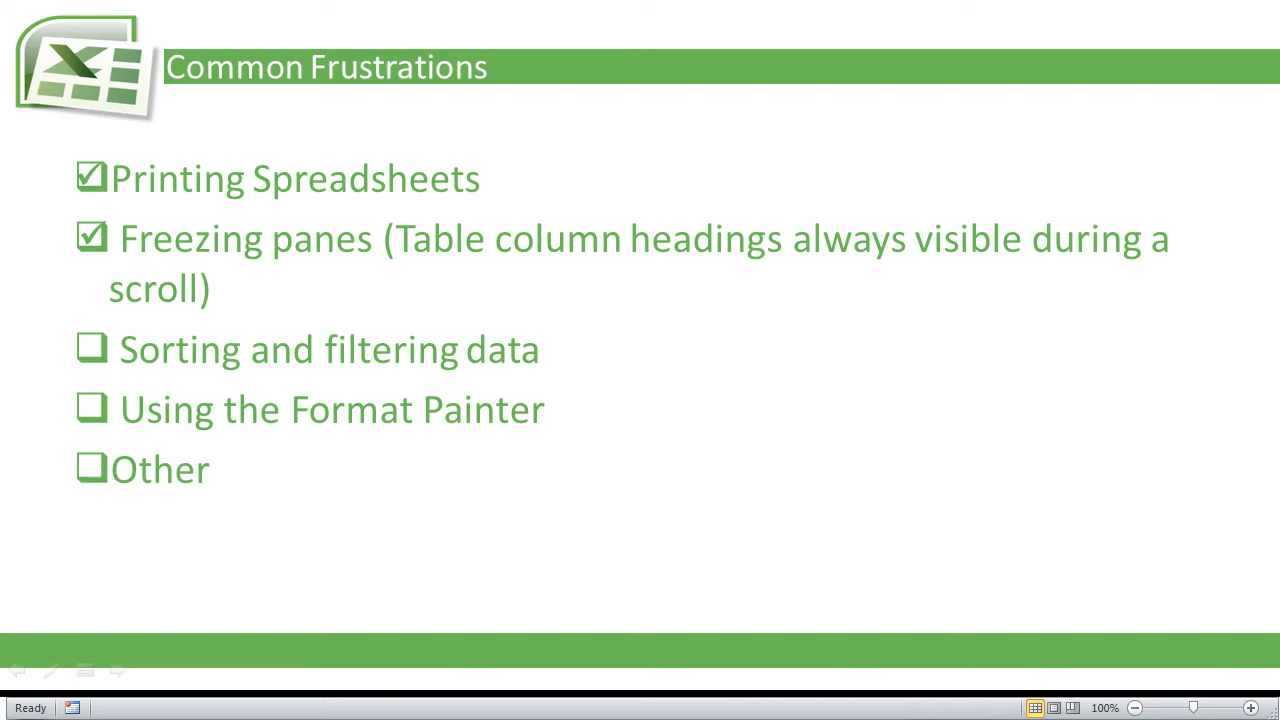 Common Frustrations
Printing Spreadsheets
Freezing panes (Table column headings always visible during a
scroll)
Sorting and filtering data
Using the Format Painter
Other
Ready
100%